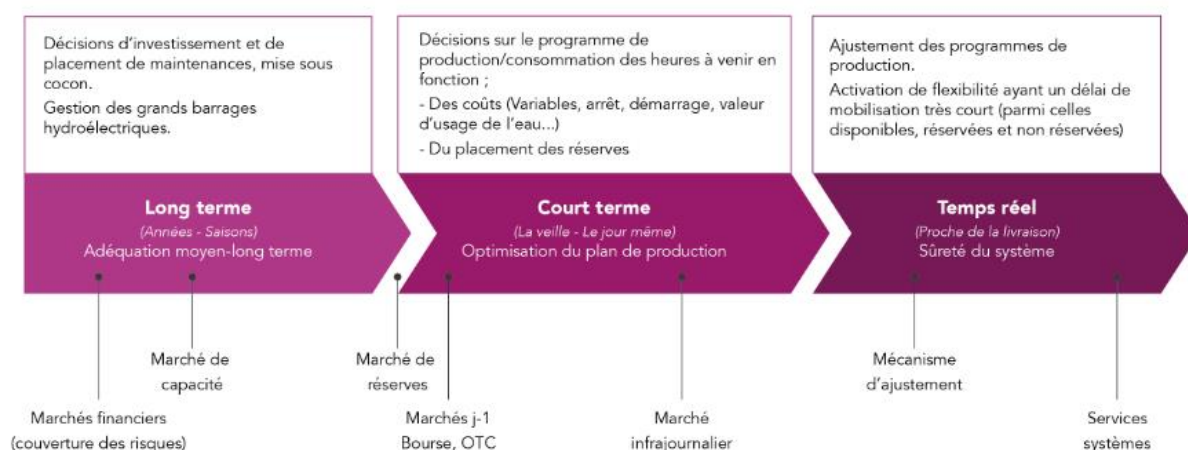 Décisions d'investissement et de
placement de maintenances, mise sous
cocon.
Gestion des grands barrages
hydroélectriques.
Décisions sur le programme de
production/consommation des heures à venir en
fonction ;
- Des coûts (Variables, arrêt, démarrage, valeur
d'usage de l'eau...)
- Du placement des réserves
Ajustement des programmes de
production.
Activation de flexibilité ayant un délai de
mobilisation très court (parmi celles
disponibles, réservées et non réservées)
Long terme
(Années - Saisons)
Adéquation moyen-long terme
Court terme
(La veille - Le jour même)
Optimisation du plan de production
Temps réel
(Proche de la livraison)
Sûreté du système
Marché de
capacité
Marché de
réserves
Mécanisme
d'ajustement
Marchés financiers
(couverture des risques)
Marchés j-1
Bourse, OTC
Marché
infrajournalier
Services
systèmes